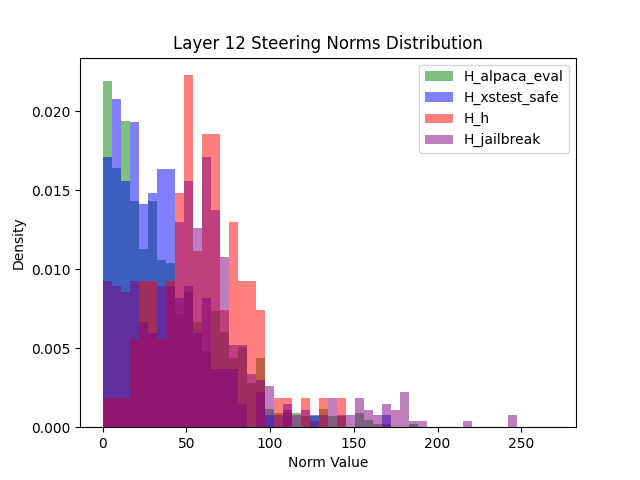 Layer 12 Steering Norms Distribution
H_alpaca_eval
H_xstest_safe
H_h
H_jailbreak
Density
0.020
0.015
0.010
0.005
0.000
0
50
100
150
200
250
Norm Value